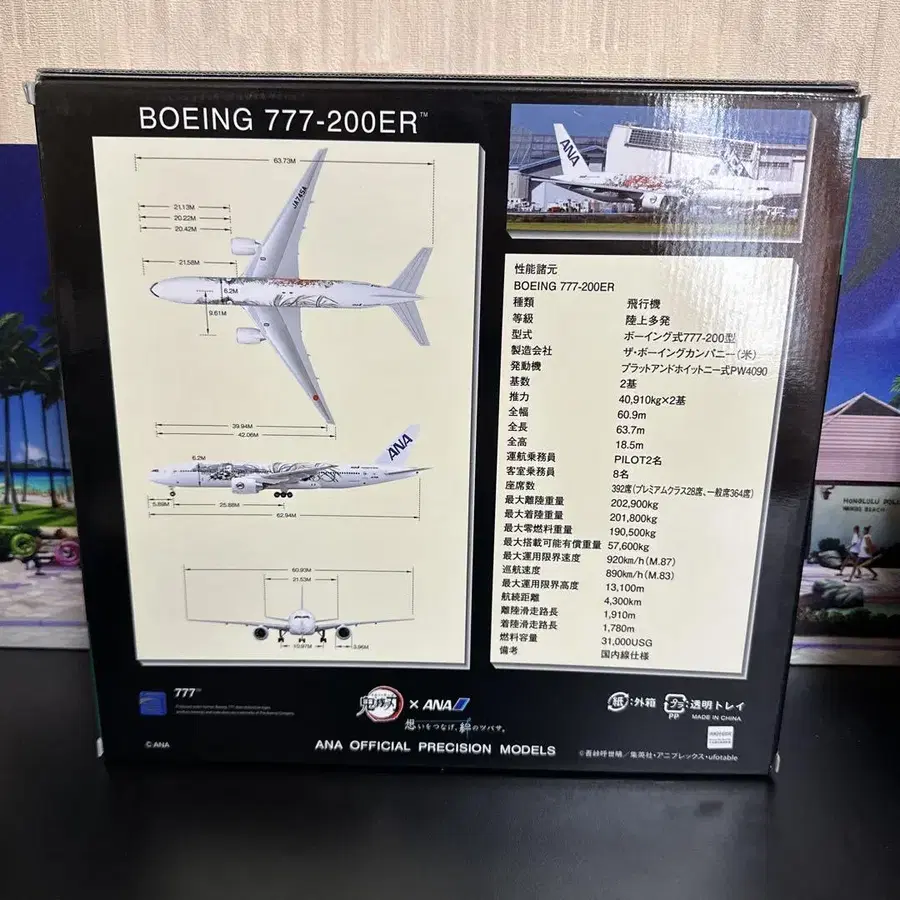 BOEING 777-200ER™
63.73M
JA745A
21.13M
20.22M
20.42M
21.58M
6.2M
9.61M
39.94M
42.06M
ANA
6.2M
5.89M
25.88M
62.94M
60.93M
21.53M
10.97M
3.96M
ANA
性能諸元
BOEING 777-200ER
種類 飛行機
等級 陸上多発
型式 ボーイング式777-200型
製造会社 ザ・ボーイングカンパニー(米)
発動機 プラットアンドホイットニー式PW4090
基数 2基
推力 40,910kg×2基
全幅 60.9m
全長 63.7m
全高 18.5m
運航乗務員 PILOT2名
客室乗務員 8名
座席数 392席(プレミアムクラス28席、一般席364席)
最大離陸重量 202,900kg
最大着陸重量 201,800kg
最大零燃料重量 190,500kg
最大搭載可能有償重量 57,600kg
最大運用限界速度 920km/h(M.87)
巡航速度 890km/h(M.83)
最大運用限界高度 13,100m
航続距離 4,300km
離陸滑走路長 1,910m
着陸滑走路長 1,780m
燃料容量 31,000USG
備考 国内線仕様
777™
鬼滅の刃 × ANA
想いをつなげ、絆のツバサ。
紙:外箱 プラ:透明トレイ
PP
MADE IN CHINA
© ANA
ANA OFFICIAL PRECISION MODELS
©吾峠呼世晴/集英社・アニプレックス・ufotable
HONOLULU
BEACH